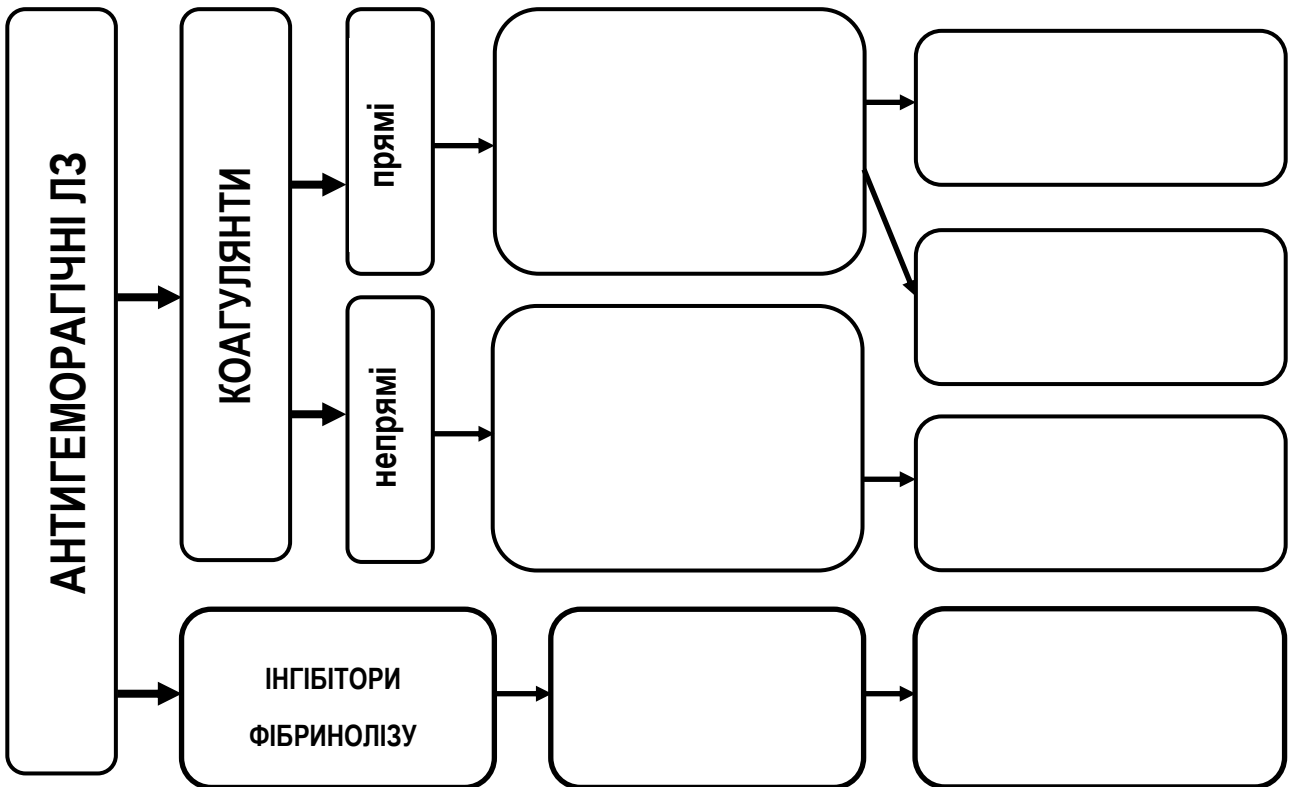 АНТИГЕМОРАГІЧНІ ЛЗ
КОАГУЛЯНТИ
прямі
непрямі
ІНГІБІТОРИ
ФІБРИНОЛІЗУ